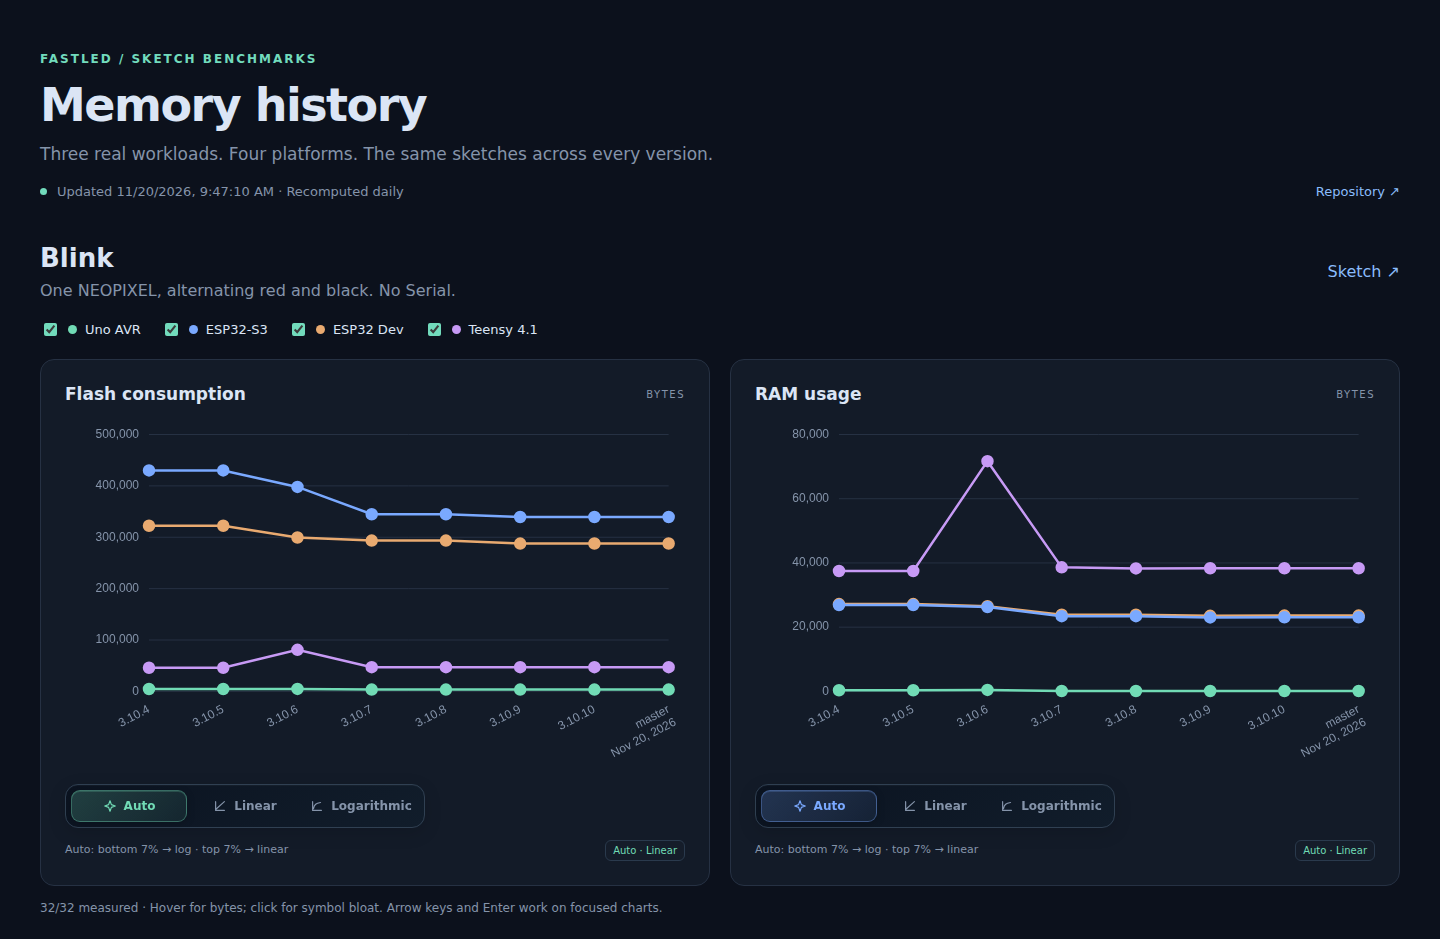 FASTLED / SKETCH BENCHMARKS
Memory history
Three real workloads. Four platforms. The same sketches across every version.
Updated 11/20/2026, 9:47:10 AM · Recomputed daily
Repository ↗
Blink
Sketch ↗
One NEOPIXEL, alternating red and black. No Serial.
Uno AVR ESP32-S3 ESP32 Dev Teensy 4.1
Flash consumption
BYTES
500,000
400,000
300,000
200,000
100,000
0
3.10.4 3.10.5 3.10.6 3.10.7 3.10.8 3.10.9 3.10.10 master
Nov 20, 2026
Auto Linear Logarithmic
Auto: bottom 7% → log · top 7% → linear
Auto · Linear
RAM usage
BYTES
80,000
60,000
40,000
20,000
0
3.10.4 3.10.5 3.10.6 3.10.7 3.10.8 3.10.9 3.10.10 master
Nov 20, 2026
Auto Linear Logarithmic
Auto: bottom 7% → log · top 7% → linear
Auto · Linear
32/32 measured · Hover for bytes; click for symbol bloat. Arrow keys and Enter work on focused charts.